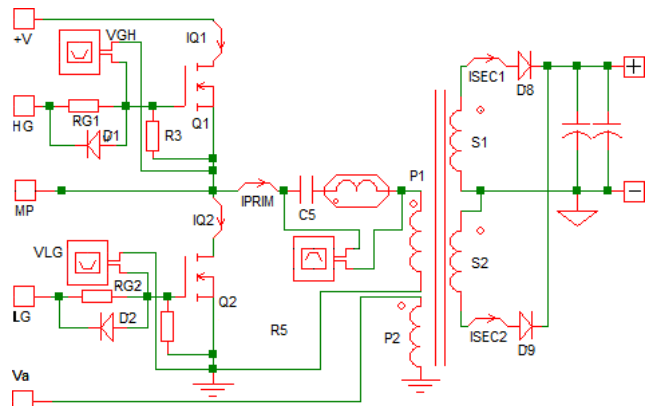 +V
VGH
IQ1
HG
RG1
D1
R3
Q1
MP
IPRIM
C5
P1
IQ2
VLG
RG2
LG
D2
Q2
R5
P2
Va
ISEC1
D8
S1
S2
ISEC2
D9
+
−